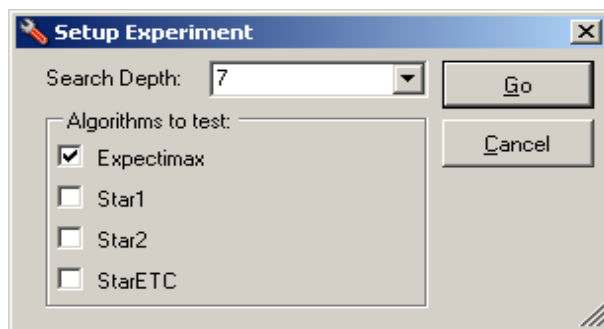 Setup Experiment
Search Depth: 7
Go
Algorithms to test:
Cancel
Expectimax
Star1
Star2
StarETC